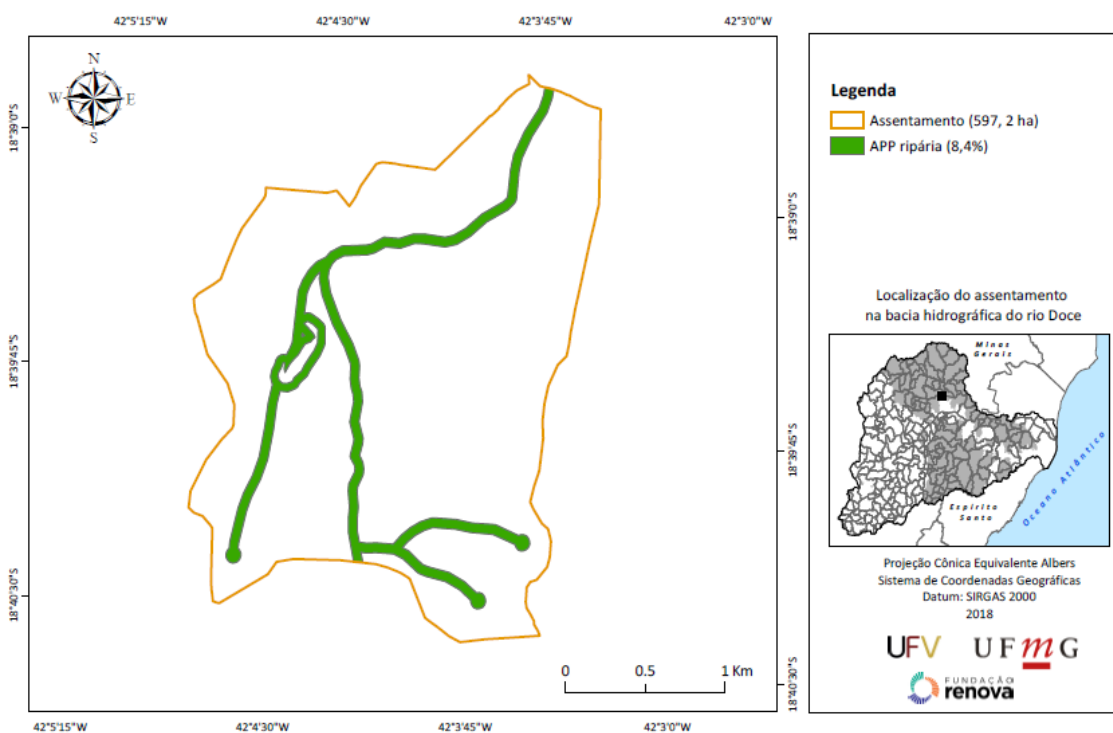 42°5'15"W 42°4'30"W 42°3'45"W 42°3'0"W
N
W E
S
18°39'0"S
18°39'45"S
18°40'30"S
18°39'0"S
18°39'45"S
18°40'30"S
0 0.5 1 Km
42°5'15"W 42°4'30"W 42°3'45"W 42°3'0"W
Legenda
Assentamento (597, 2 ha)
APP ripária (8,4%)
Localização do assentamento
na bacia hidrográfica do rio Doce
Minas
Gerais
Espírito
Santo
Oceano Atlântico
Projeção Cônica Equivalente Albers
Sistema de Coordenadas Geográficas
Datum: SIRGAS 2000
2018
UFV UFmG
FUNDAÇÃO
renova